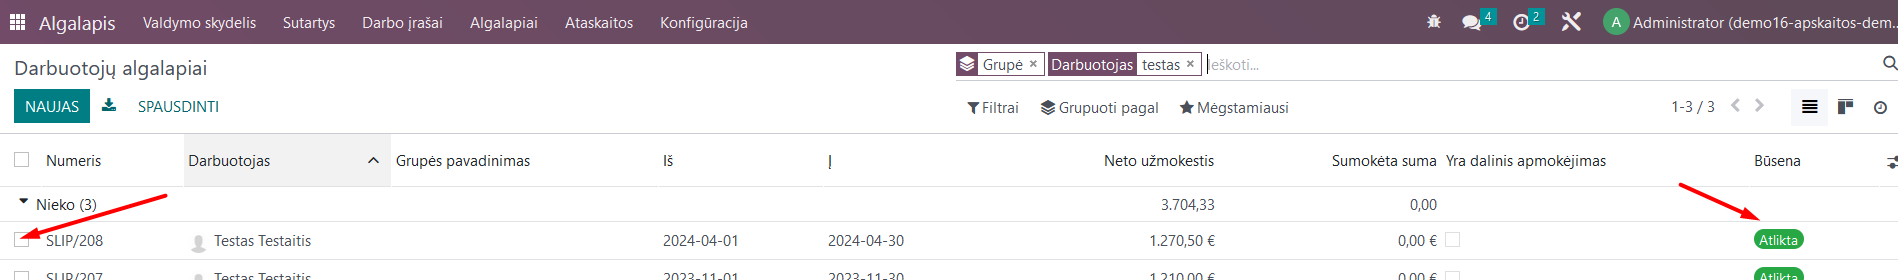 Algalapis Valdymo skydelis Sutartys Darbo įrašai Algalapiai Ataskaitos Konfigūracija 4 2 A Administrator (demo16-apskaitos-dem...
Darbuotojų algalapiai Grupė × Darbuotojas testas × Ieškoti...
NAUJAS SPAUSDINTI Filtrai Grupuoti pagal Mėgstamiausi 1-3 / 3
Numeris Darbuotojas Grupės pavadinimas Iš Į Neto užmokestis Sumokėta suma Yra dalinis apmokėjimas Būsena
Nieko (3) 3.704,33 0,00
SLIP/208 Testas Testaitis 2024-04-01 2024-04-30 1.270,50 € 0,00 € Atlikta
SLIP/207 Testas Testaitis 2023-11-01 2023-11-30 1.210,00 € 0,00 € Atlikta